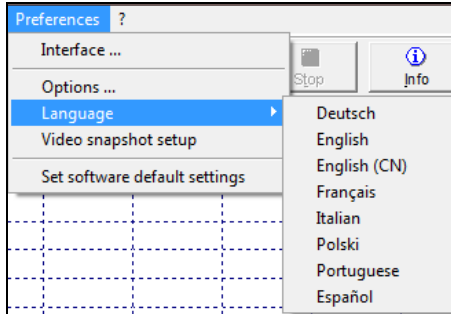 Preferences ?
Interface ...
Stop
Info
Options ...
Language
Video snapshot setup
Set software default settings
Deutsch
English
English (CN)
Français
Italian
Polski
Portuguese
Español